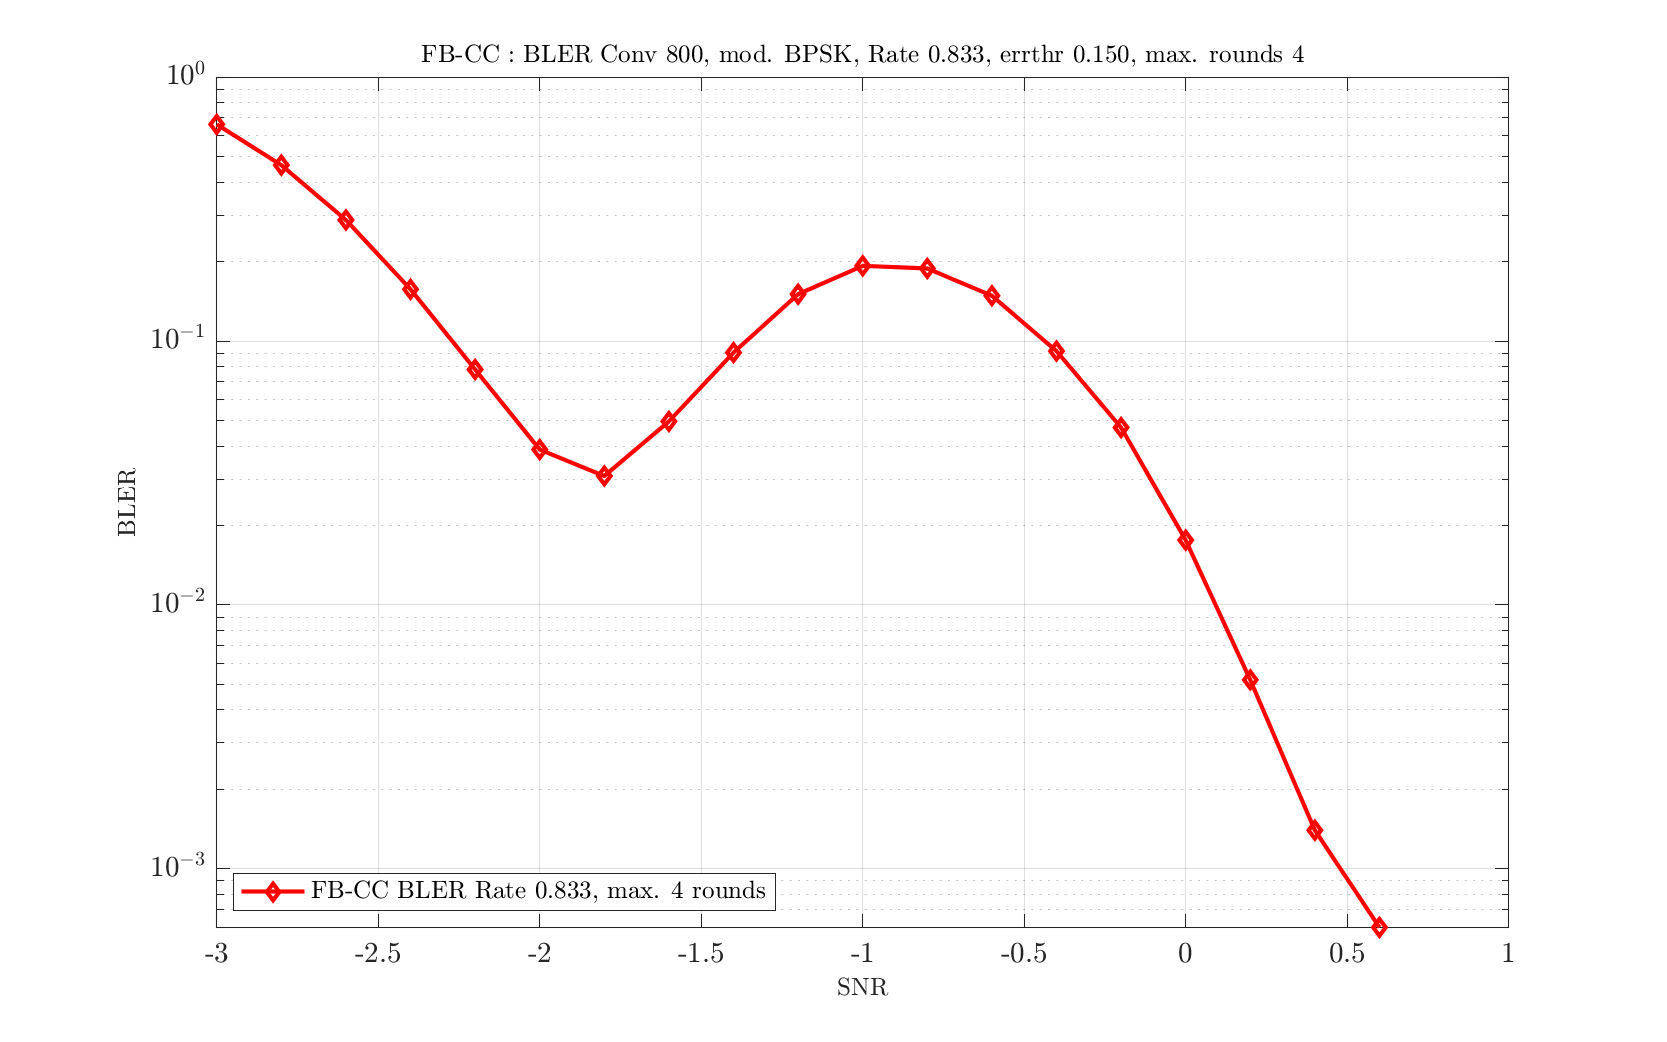 FB-CC : BLER Conv 800, mod. BPSK, Rate 0.833, errthr 0.150, max. rounds 4
10^0
10^{-1}
10^{-2}
10^{-3}
BLER
FB-CC BLER Rate 0.833, max. 4 rounds
-3 -2.5 -2 -1.5 -1 -0.5 0 0.5 1
SNR